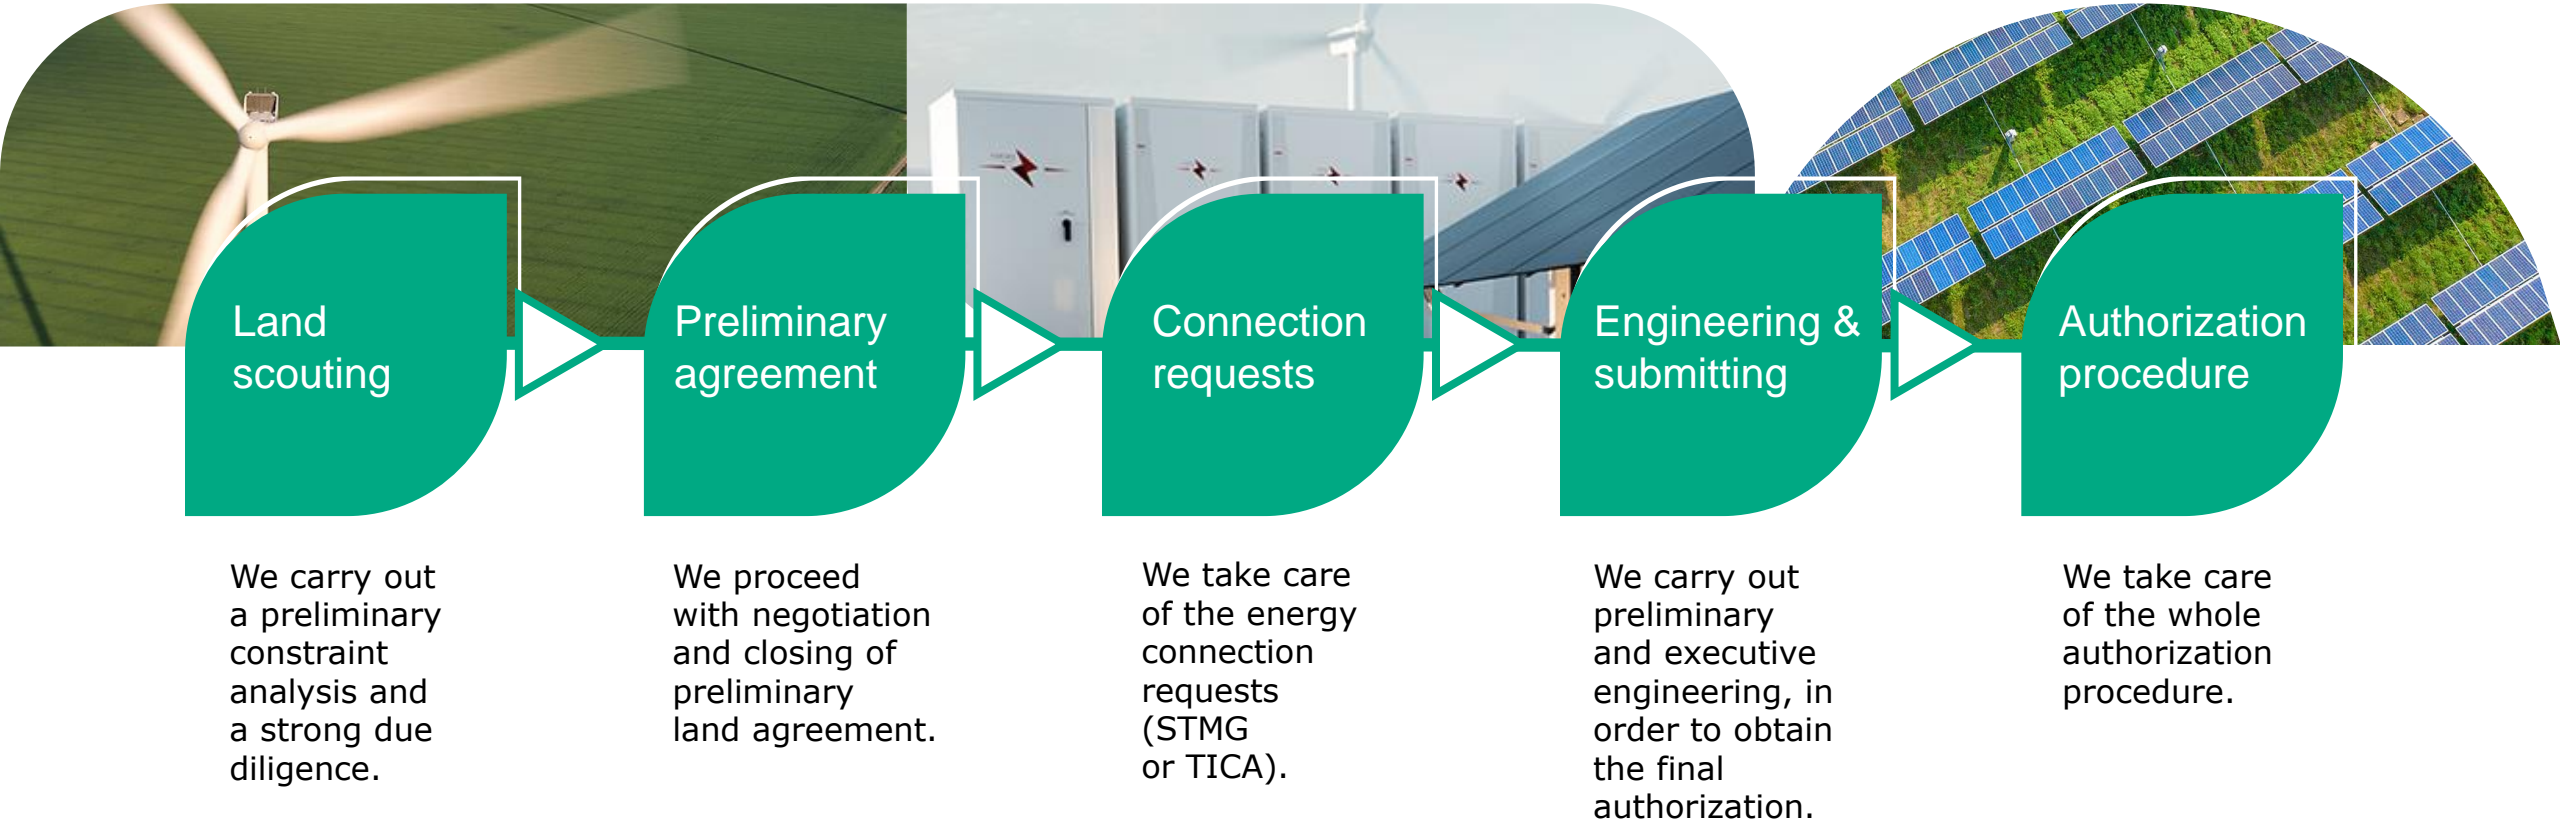 Land
scouting
Preliminary
agreement
Connection
requests
Engineering &
submitting
Authorization
procedure
We carry out
a preliminary
constraint
analysis and
a strong due
diligence.
We proceed
with negotiation
and closing of
preliminary
land agreement.
We take care
of the energy
connection
requests
(STMG
or TICA).
We carry out
preliminary
and executive
engineering, in
order to obtain
the final
authorization.
We take care
of the whole
authorization
procedure.